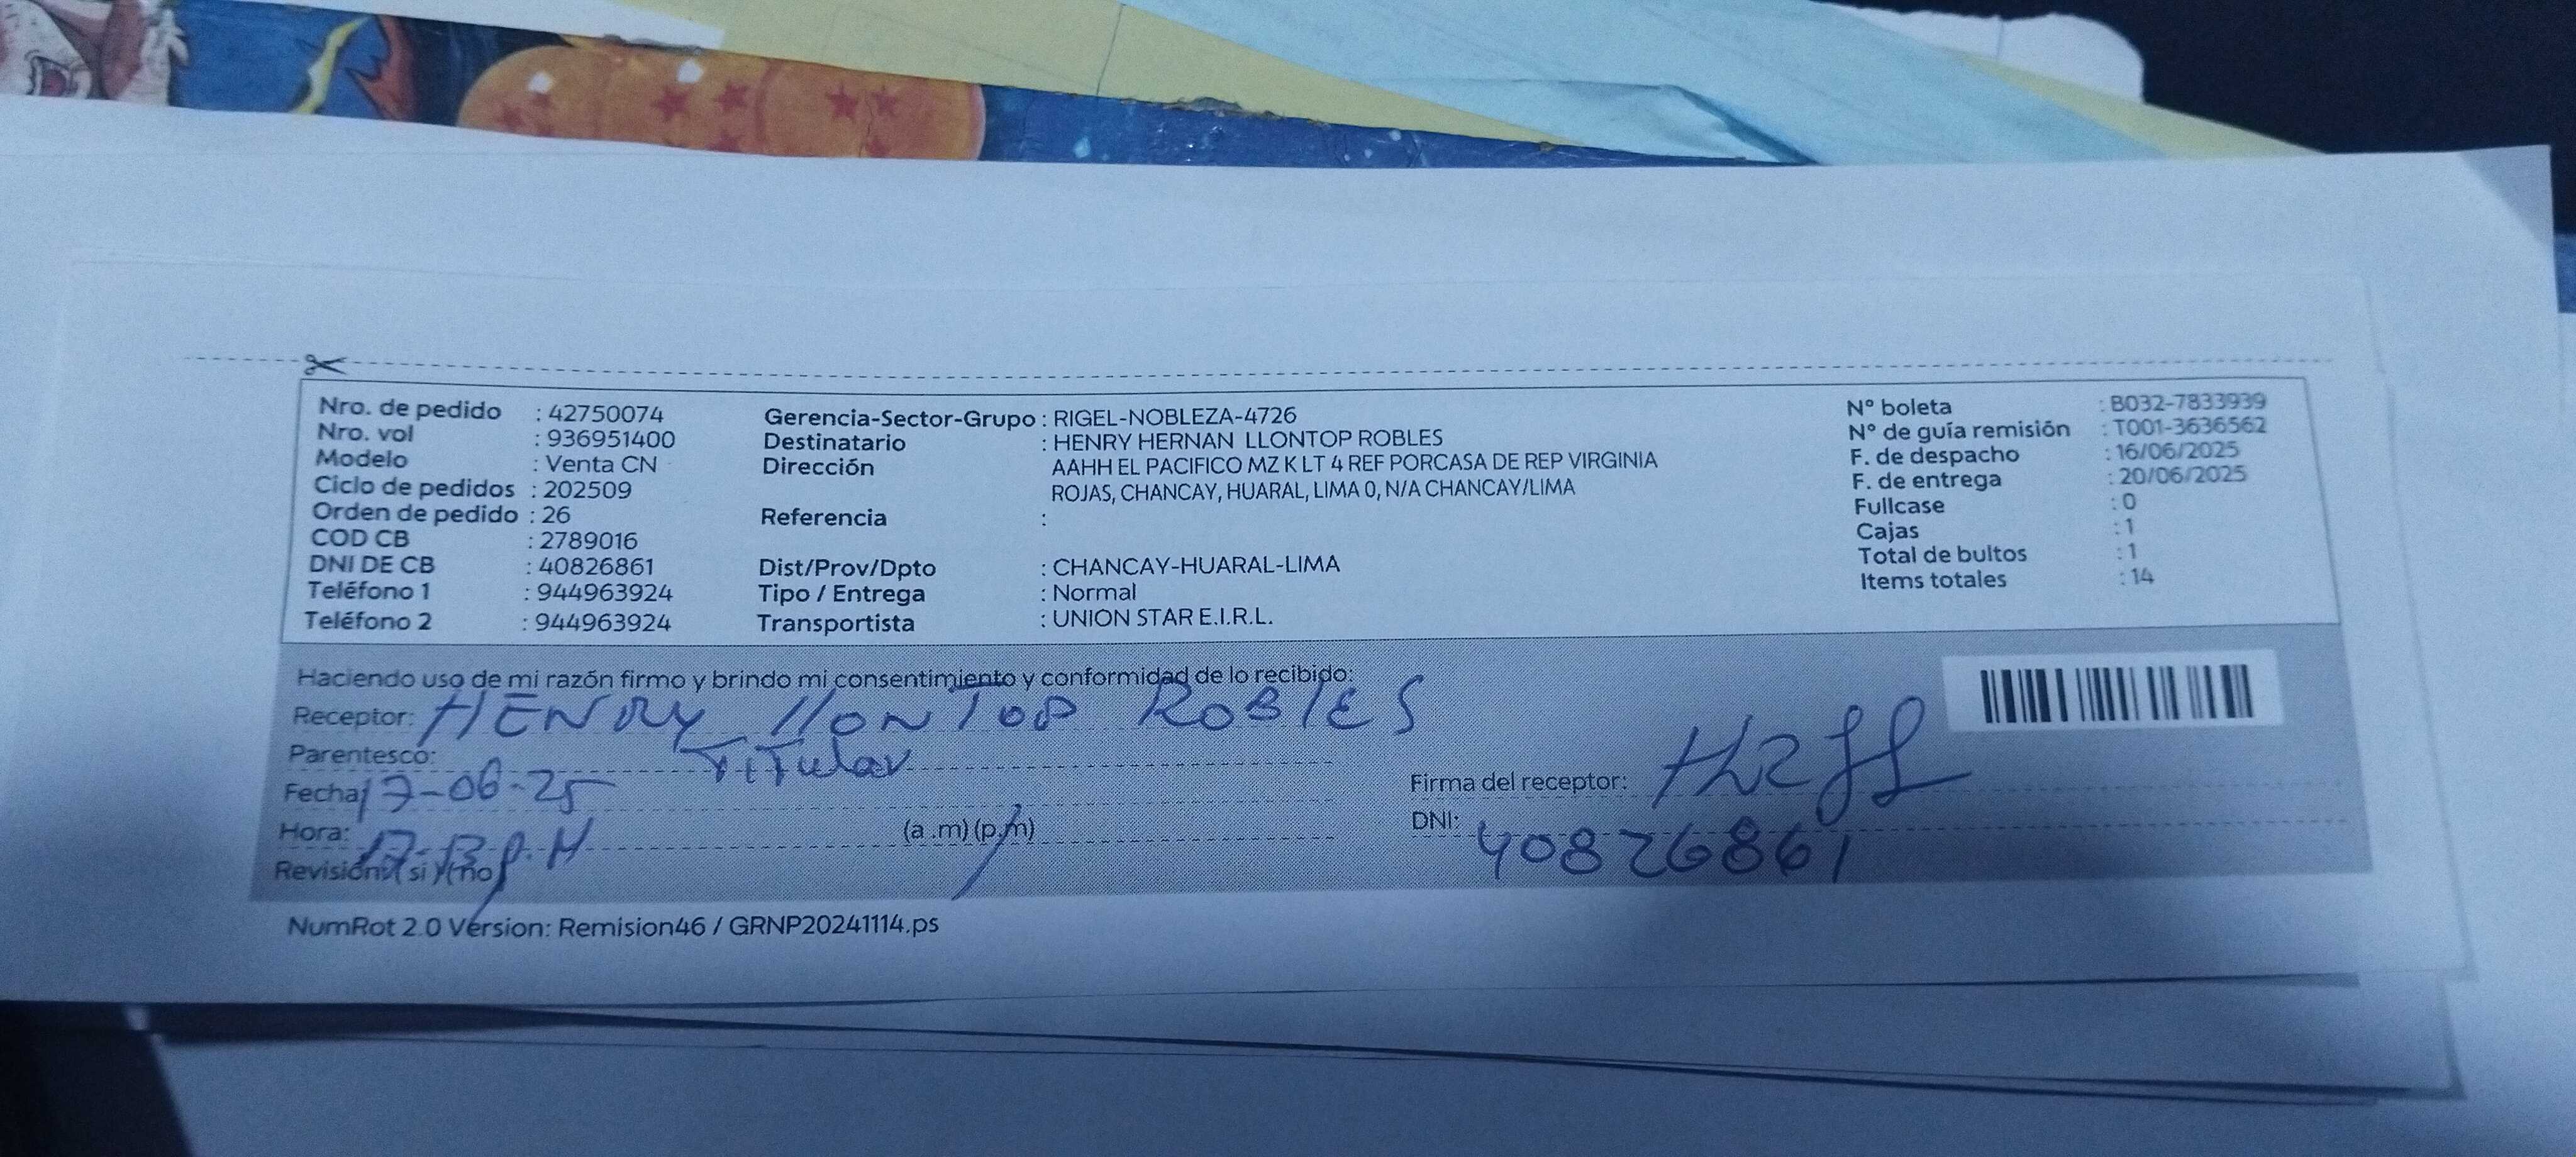 Nro. de pedido : 42750074
Nro. vol : 936951400
Modelo : Venta CN
Ciclo de pedidos : 202509
Orden de pedido : 26
COD CB : 2789016
DNI DE CB : 40826861
Teléfono 1 : 944963924
Teléfono 2 : 944963924
Gerencia-Sector-Grupo : RIGEL-NOBLEZA-4726
Destinatario : HENRY HERNAN LLONTOP ROBLES
Dirección AAHH EL PACIFICO MZ K LT 4 REF PORCASA DE REP VIRGINIA
ROJAS, CHANCAY, HUARAL, LIMA 0, N/A CHANCAY/LIMA
Referencia :
Dist/Prov/Dpto : CHANCAY-HUARAL-LIMA
Tipo / Entrega : Normal
Transportista : UNION STAR E.I.R.L.
N° boleta : B032-7833939
N° de guía remisión : T001-3636562
F. de despacho : 16/06/2025
F. de entrega : 20/06/2025
Fullcase : 0
Cajas : 1
Total de bultos : 1
Items totales : 14
Haciendo uso de mi razón firmo y brindo mi consentimiento y conformidad de lo recibido:
Receptor: HENRY LLONTOP ROBLES
Parentesco: Titular
Fecha 17-06-25
Hora: P.M (a .m) (p.m)
Revisión: (si) (no)
Firma del receptor:
DNI: 40826861
NumRot 2.0 Version: Remision46 / GRNP20241114.ps